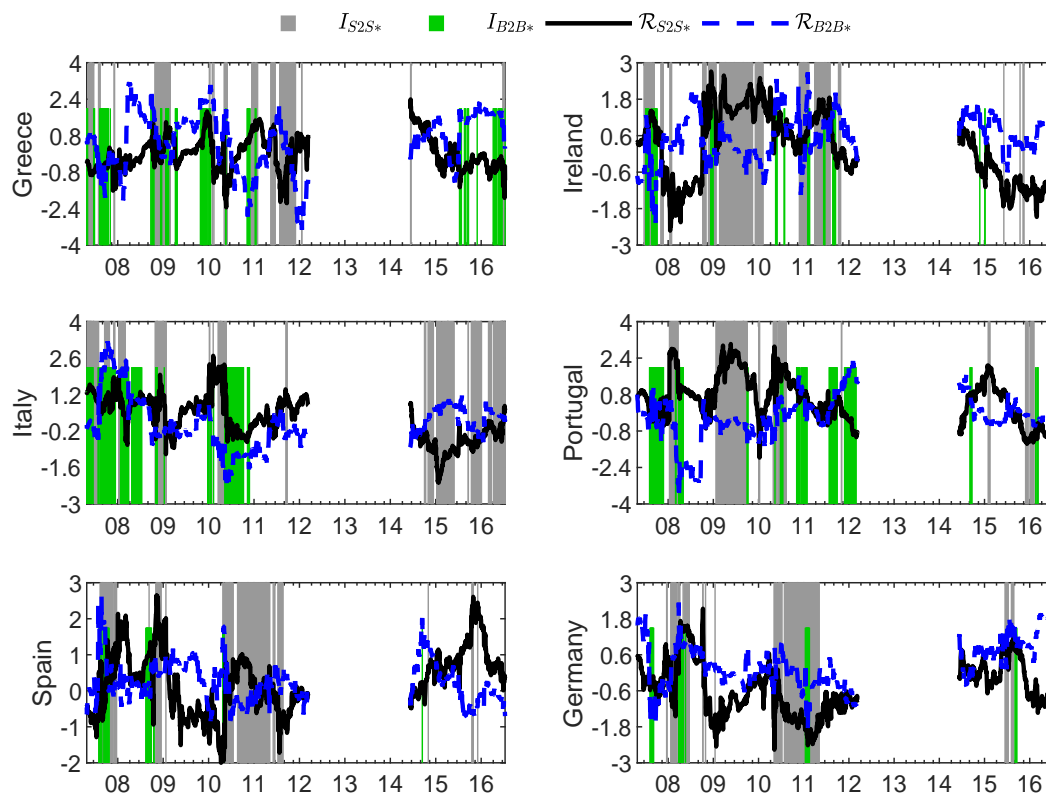 I_{S2S*} I_{B2B*} \mathcal{R}_{S2S*} \mathcal{R}_{B2B*}
Greece
4
2.4
0.8
-0.8
-2.4
-4
08 09 10 11 12 13 14 15 16
Ireland
3
1.8
0.6
-0.6
-1.8
-3
08 09 10 11 12 13 14 15 16
Italy
4
2.6
1.2
-0.2
-1.6
-3
08 09 10 11 12 13 14 15 16
Portugal
4
2.4
0.8
-0.8
-2.4
-4
08 09 10 11 12 13 14 15 16
Spain
3
2
1
0
-1
-2
08 09 10 11 12 13 14 15 16
Germany
3
1.8
0.6
-0.6
-1.8
-3
08 09 10 11 12 13 14 15 16